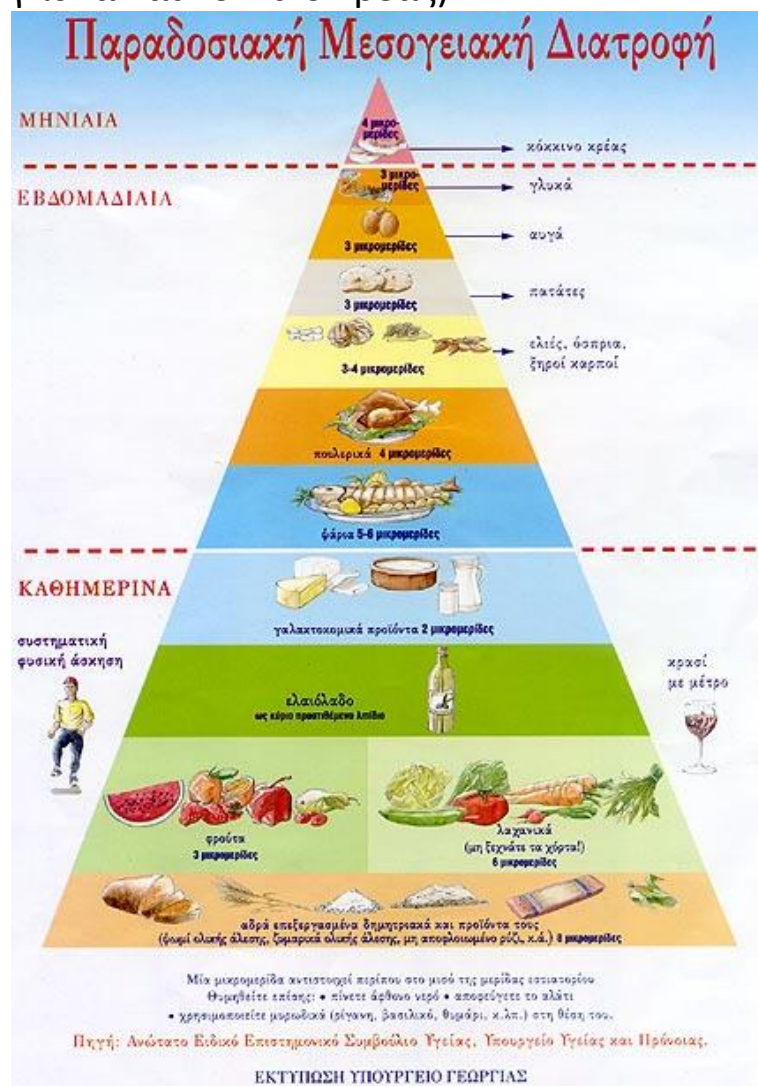 Παραδοσιακή Μεσογειακή Διατροφή
ΜΗΝΙΑΙΑ
4 μικρο-
μερίδες
κόκκινο κρέας
ΕΒΔΟΜΑΔΙΑΙΑ
3 μικρο-
μερίδες
γλυκά
αυγά
3 μικρομερίδες
πατάτες
3 μικρομερίδες
ελιές, όσπρια,
ξηροί καρποί
3-4 μικρομερίδες
πουλερικά 4 μικρομερίδες
ψάρια 5-6 μικρομερίδες
ΚΑΘΗΜΕΡΙΝΑ
γαλακτοκομικά προϊόντα 2 μικρομερίδες
συστηματική
φυσική άσκηση
κρασί
με μέτρο
ελαιόλαδο
ως κύριο προστιθέμενο λιπίδιο
φρούτα
3 μικρομερίδες
λαχανικά
(μη ξεχνάτε τα χόρτα!)
6 μικρομερίδες
αδρά επεξεργασμένα δημητριακά και προϊόντα τους
(ψωμί ολικής άλεσης, ζυμαρικά ολικής άλεσης, μη αποφλοιωμένο ρύζι, κ.ά.) 8 μικρομερίδες
Μία μικρομερίδα αντιστοιχεί περίπου στο μισό της μερίδας εστιατορίου
Θυμηθείτε επίσης: • πίνετε άφθονο νερό • αποφεύγετε το αλάτι
• χρησιμοποιείτε μυρωδικά (ρίγανη, βασιλικό, θυμάρι, κ.λπ.) στη θέση του.
Πηγή: Ανώτατο Ειδικό Επιστημονικό Συμβούλιο Υγείας, Υπουργείο Υγείας και Πρόνοιας.
ΕΚΤΥΠΩΣΗ ΥΠΟΥΡΓΕΙΟ ΓΕΩΡΓΙΑΣ